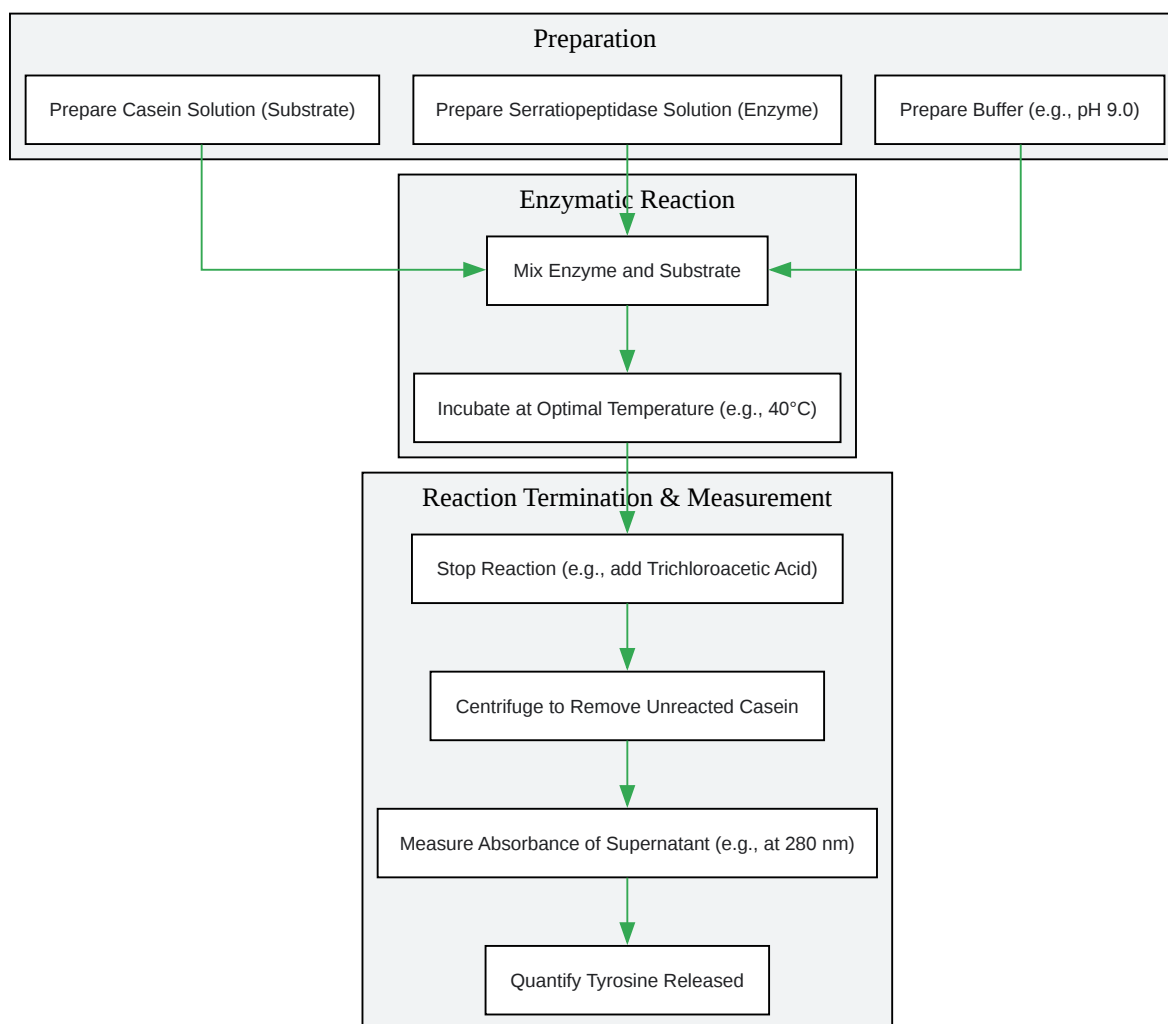 Preparation
Prepare Casein Solution (Substrate)
Prepare Serratiopeptidase Solution (Enzyme)
Prepare Buffer (e.g., pH 9.0)
Enzymatic Reaction
Mix Enzyme and Substrate
Incubate at Optimal Temperature (e.g., 40°C)
Reaction Termination & Measurement
Stop Reaction (e.g., add Trichloroacetic Acid)
Centrifuge to Remove Unreacted Casein
Measure Absorbance of Supernatant (e.g., at 280 nm)
Quantify Tyrosine Released